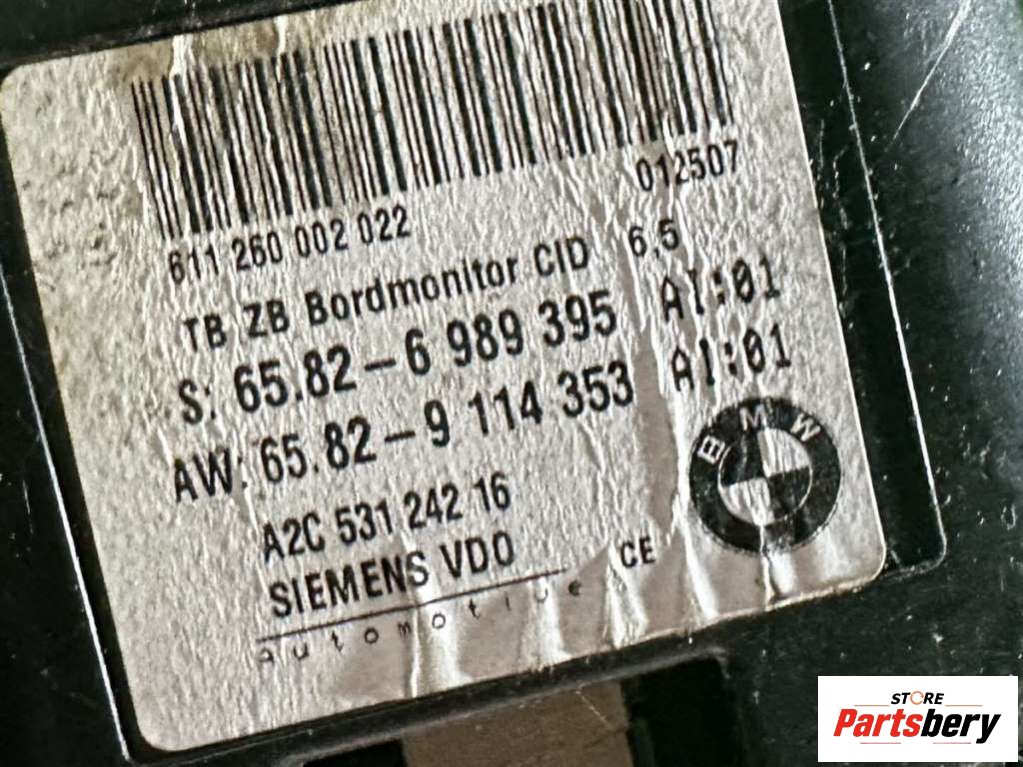 611 260 002 022 012507
TB ZB Bordmonitor CID 6,5
S: 65.82-6 989 395 AI:01
AW: 65.82-9 114 353 AI:01
BMW
A2C 531 242 16
SIEMENS VDO CE
automotive
STORE
Partsbery